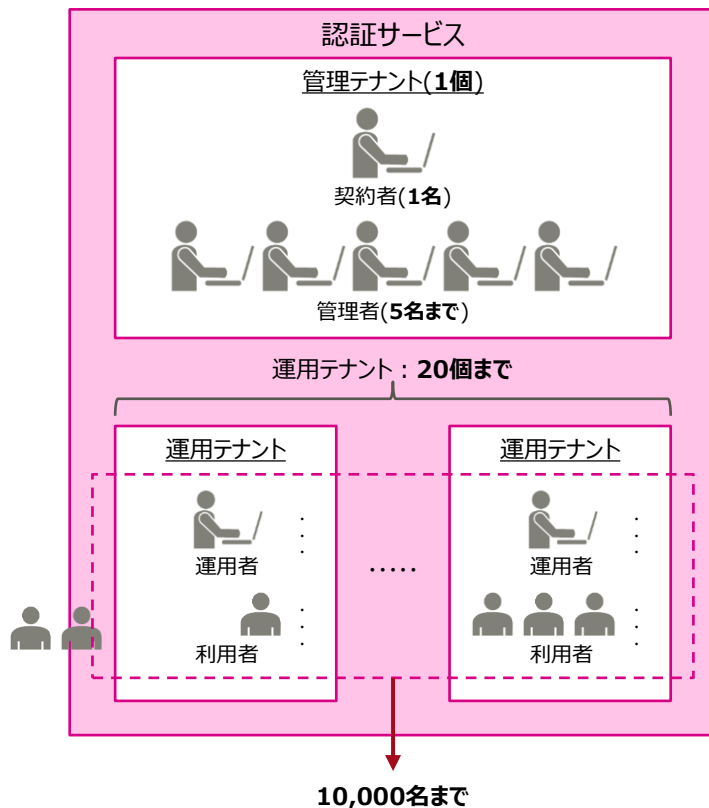 認証サービス
管理テナント(1個)
契約者(1名)
管理者(5名まで)
運用テナント：20個まで
運用テナント
運用テナント
運用者
.....
運用者
利用者
利用者
10,000名まで